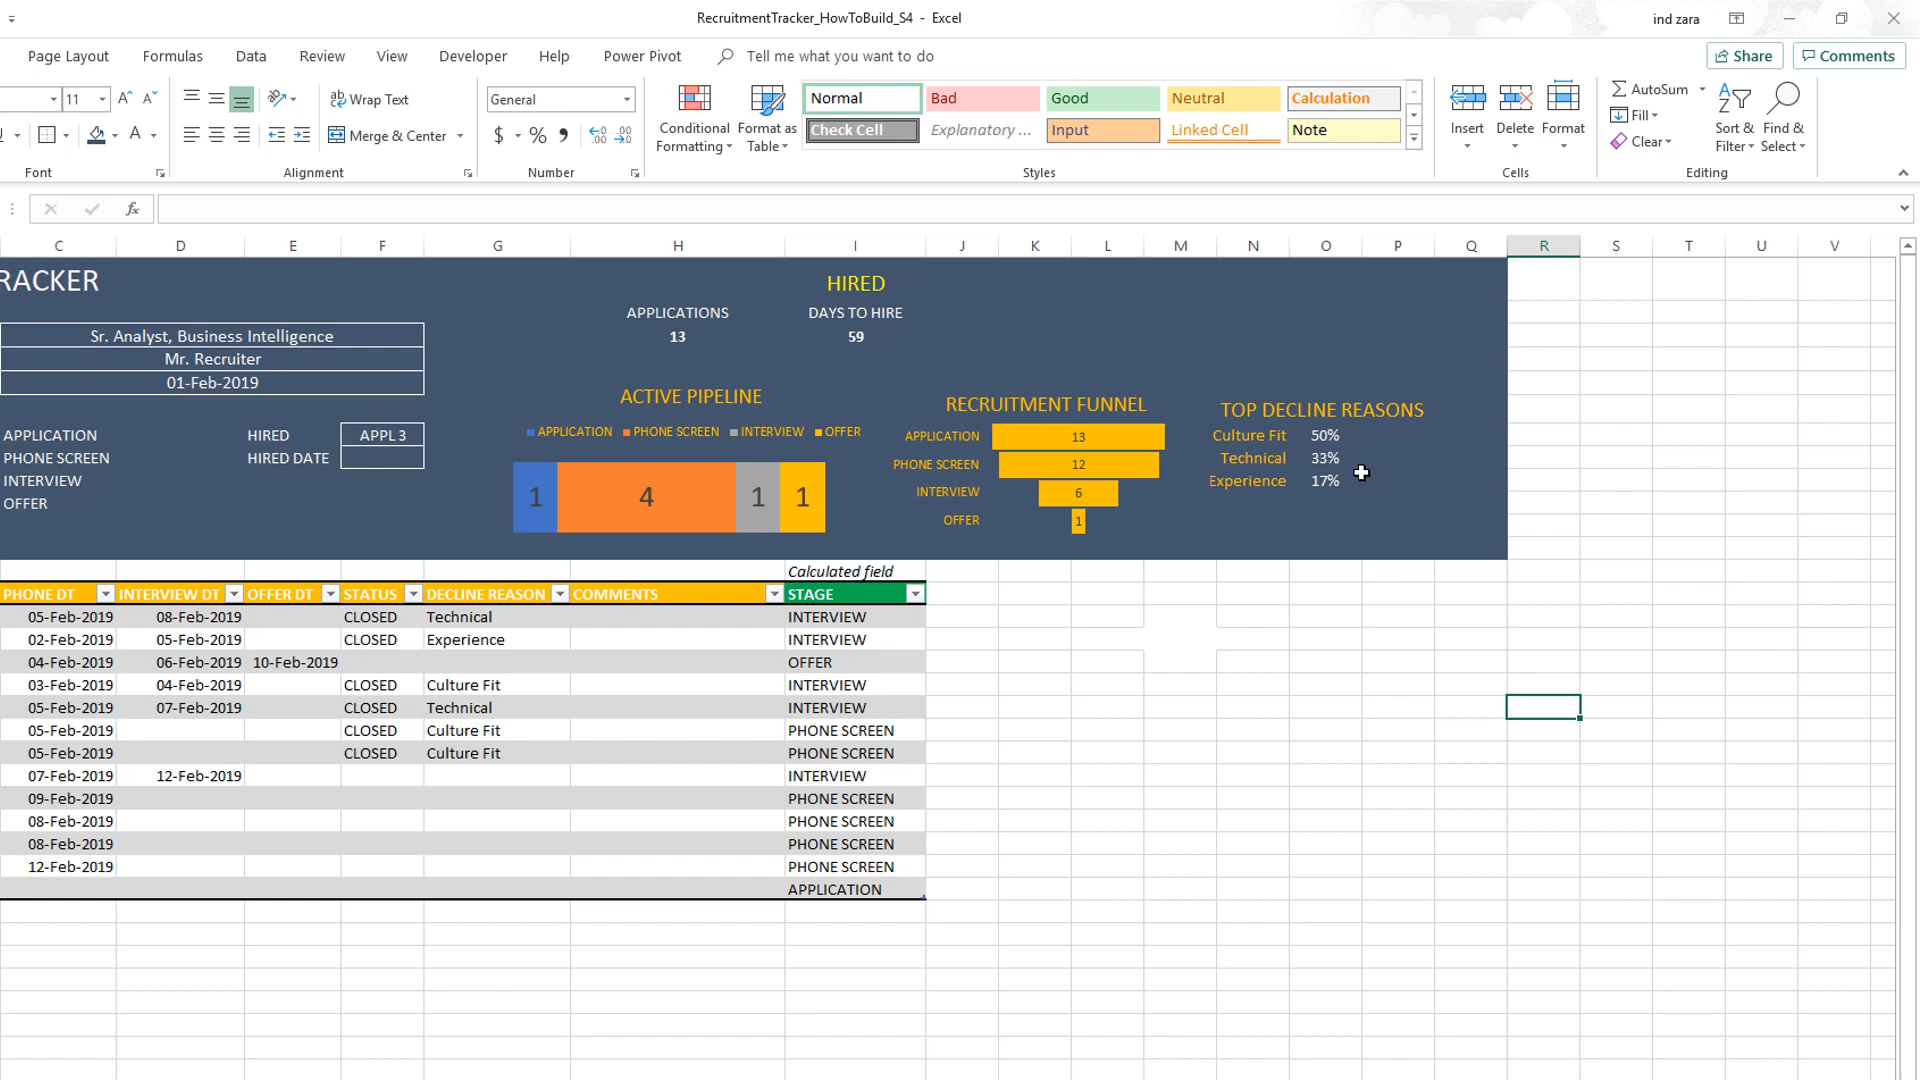 RecruitmentTracker_HowToBuild_S4 - Excel
ind zara
Page Layout Formulas Data Review View Developer Help Power Pivot Tell me what you want to do Share Comments
11 Wrap Text General Normal Bad Good Neutral Calculation AutoSum
Conditional Formatting Format as Table Insert Delete Format Fill Sort & Filter Find & Select
Merge & Center $ % Check Cell Explanatory ... Input Linked Cell Note Clear
Font Alignment Number Styles Cells Editing
fx
C D E F G H I J K L M N O P Q R S T U V
RACKER
HIRED
APPLICATIONS DAYS TO HIRE
13 59
Sr. Analyst, Business Intelligence
Mr. Recruiter
01-Feb-2019
APPLICATION HIRED APPL 3
PHONE SCREEN HIRED DATE
INTERVIEW
OFFER
ACTIVE PIPELINE
APPLICATION PHONE SCREEN INTERVIEW OFFER
1 4 1 1
RECRUITMENT FUNNEL
APPLICATION 13
PHONE SCREEN 12
INTERVIEW 6
OFFER 1
TOP DECLINE REASONS
Culture Fit 50%
Technical 33%
Experience 17%
Calculated field
PHONE DT INTERVIEW DT OFFER DT STATUS DECLINE REASON COMMENTS STAGE
05-Feb-2019 08-Feb-2019 CLOSED Technical INTERVIEW
02-Feb-2019 05-Feb-2019 CLOSED Experience INTERVIEW
04-Feb-2019 06-Feb-2019 10-Feb-2019 OFFER
03-Feb-2019 04-Feb-2019 CLOSED Culture Fit INTERVIEW
05-Feb-2019 07-Feb-2019 CLOSED Technical INTERVIEW
05-Feb-2019 CLOSED Culture Fit PHONE SCREEN
05-Feb-2019 CLOSED Culture Fit PHONE SCREEN
07-Feb-2019 12-Feb-2019 INTERVIEW
09-Feb-2019 PHONE SCREEN
08-Feb-2019 PHONE SCREEN
08-Feb-2019 PHONE SCREEN
12-Feb-2019 PHONE SCREEN
APPLICATION